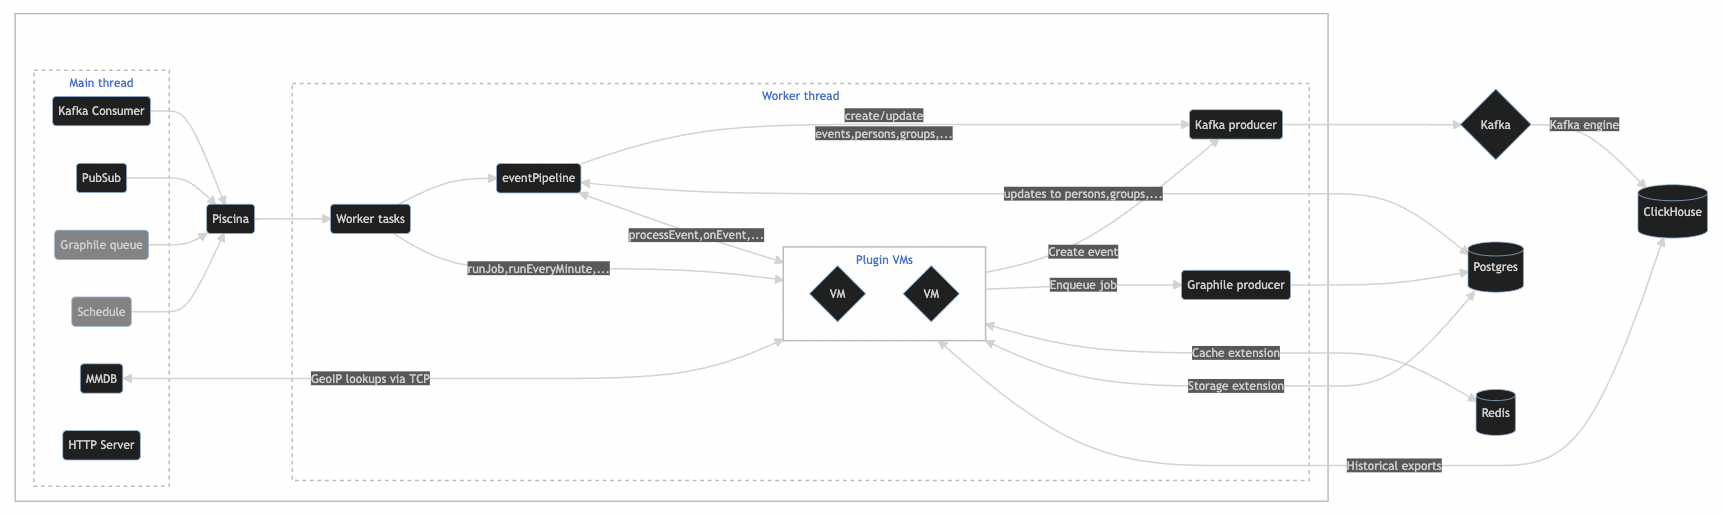 Main thread
Kafka Consumer
PubSub
Graphile queue
Schedule
MMDB
HTTP Server
Piscina
Worker thread
Worker tasks
eventPipeline
create/update
events,persons,groups,...
updates to persons,groups,...
processEvent,onEvent,...
runJob,runEveryMinute,...
GeoIP lookups via TCP
Plugin VMs
VM
VM
Create event
Enqueue job
Kafka producer
Graphile producer
Cache extension
Storage extension
Historical exports
Kafka
Kafka engine
ClickHouse
Postgres
Redis